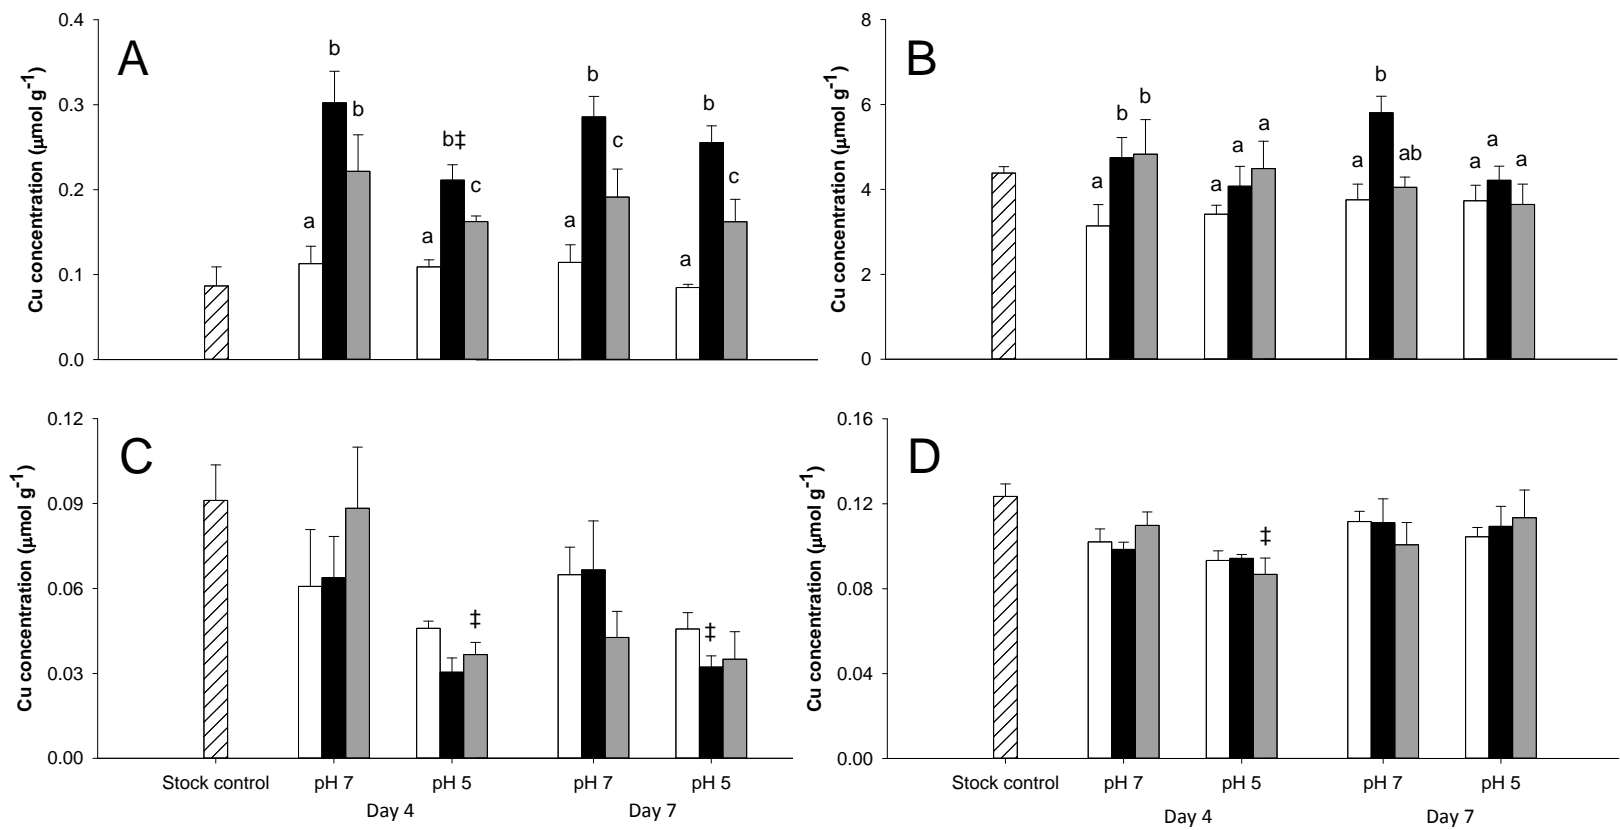 A
Cu concentration (μmol g⁻¹)
0.4
0.3
0.2
0.1
0.0
a b b
a b‡ c
a b c
a b c
B
Cu concentration (μmol g⁻¹)
8
6
4
2
0
a b b
a a a
a b ab
a a a
C
Cu concentration (μmol g⁻¹)
0.12
0.09
0.06
0.03
0.00
‡
‡
Stock control pH 7 pH 5 pH 7 pH 5
Day 4 Day 7
D
Cu concentration (μmol g⁻¹)
0.16
0.12
0.08
0.04
0.00
‡
Stock control pH 7 pH 5 pH 7 pH 5
Day 4 Day 7